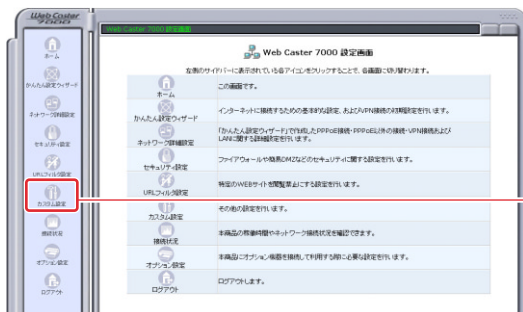 Web Caster
7000
Web Caster 7000 設定画面
ホーム
かんたん設定ウィザード
ネットワーク詳細設定
セキュリティ設定
URLフィルタ設定
カスタム設定
接続状況
オプション設定
ログアウト
Web Caster 7000 設定画面
左側のサイドバーに表示されている各アイコンをクリックすることで、各画面に切り替わります。
ホーム
この画面です。
かんたん設定ウィザード
インターネットに接続するための基本的な設定、およびVPN接続の初期設定を行います。
ネットワーク詳細設定
「かんたん設定ウィザード」で作成したPPPoE接続・PPPoE以外の接続・VPN接続および
LANに関する詳細設定を行います。
セキュリティ設定
ファイアウォールや簡易DMZなどのセキュリティに関する設定を行います。
URLフィルタ設定
特定のWEBサイトを閲覧禁止にする設定を行います。
カスタム設定
その他の設定を行います。
接続状況
本商品の稼働時間やネットワーク接続状況を確認できます。
オプション設定
本商品にオプション機器を接続して利用する際に必要な設定を行います。
ログアウト
ログアウトします。